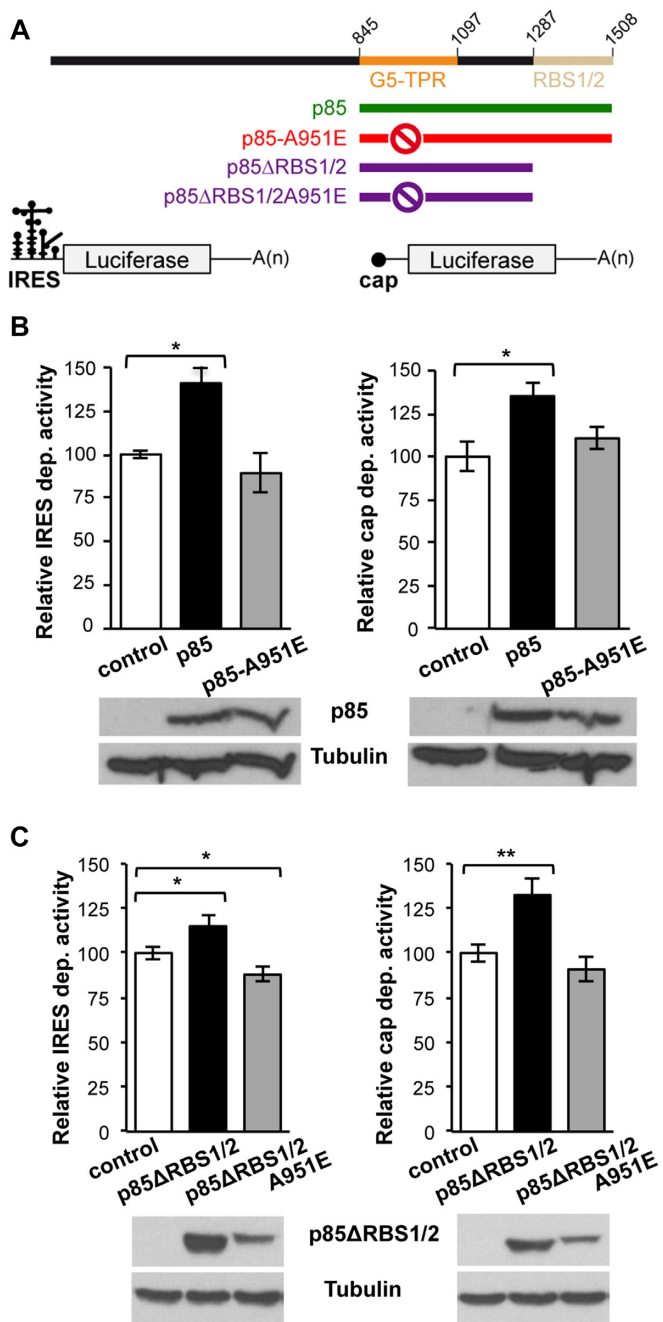 A
845 1097 1287 1508
G5-TPR RBS1/2
p85
p85-A951E
p85ΔRBS1/2
p85ΔRBS1/2A951E
IRES Luciferase A(n)
cap Luciferase A(n)
B
Relative IRES dep. activity
150
125
100
75
50
25
0
*
control p85 p85-A951E
Relative cap dep. activity
150
125
100
75
50
25
0
*
control p85 p85-A951E
p85
Tubulin
C
Relative IRES dep. activity
150
125
100
75
50
25
0
*
*
control p85ΔRBS1/2 p85ΔRBS1/2
A951E
Relative cap dep. activity
150
125
100
75
50
25
0
**
control p85ΔRBS1/2 p85ΔRBS1/2
A951E
p85ΔRBS1/2
Tubulin